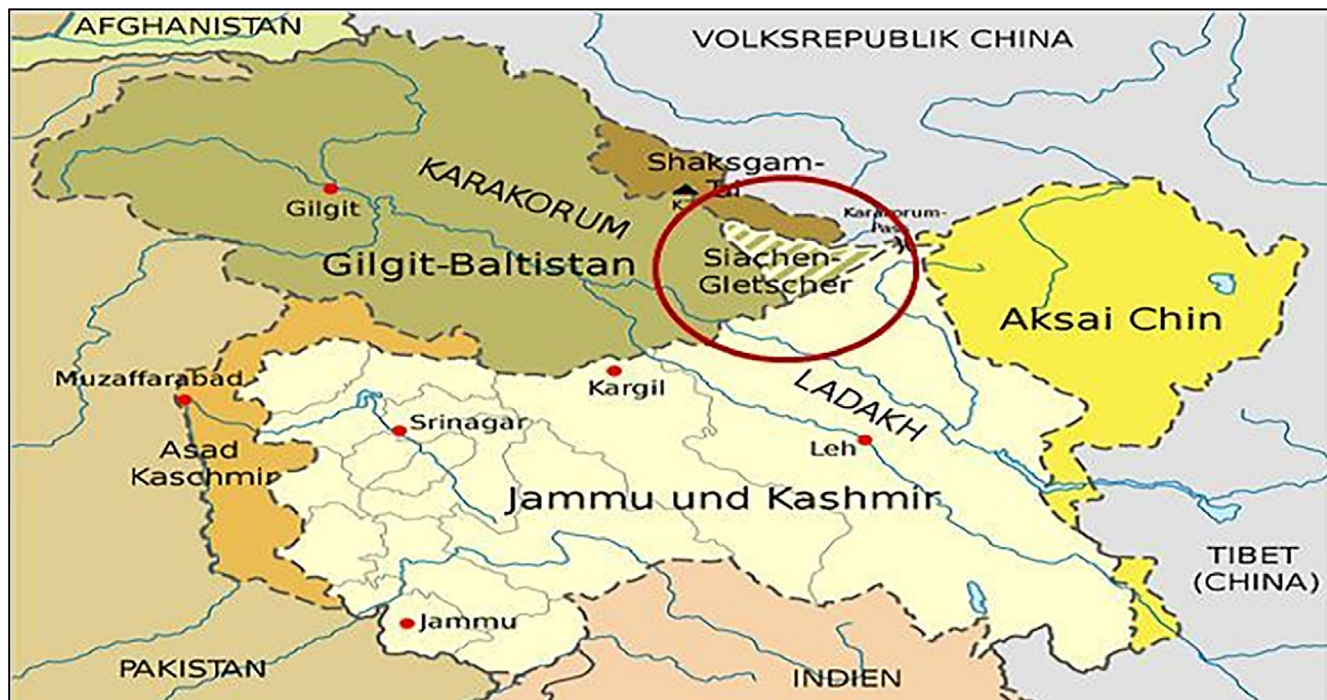 AFGHANISTAN
VOLKSREPUBLIK CHINA
Shaksgam-
Tal
KARAKORUM
K2
Gilgit
Karakorum-
Pass
Gilgit-Baltistan
Siachen-
Gletscher
Aksai Chin
Muzaffarabad
Kargil
LADAKH
Srinagar
Leh
Asad
Kaschmir
Jammu und Kashmir
TIBET
(CHINA)
Jammu
PAKISTAN
INDIEN